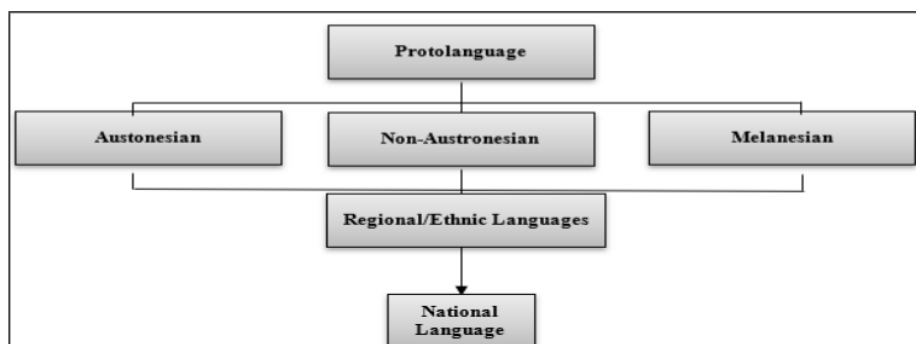 Protolanguage
Austonesian
Non-Austronesian
Melanesian
Regional/Ethnic Languages
National
Language